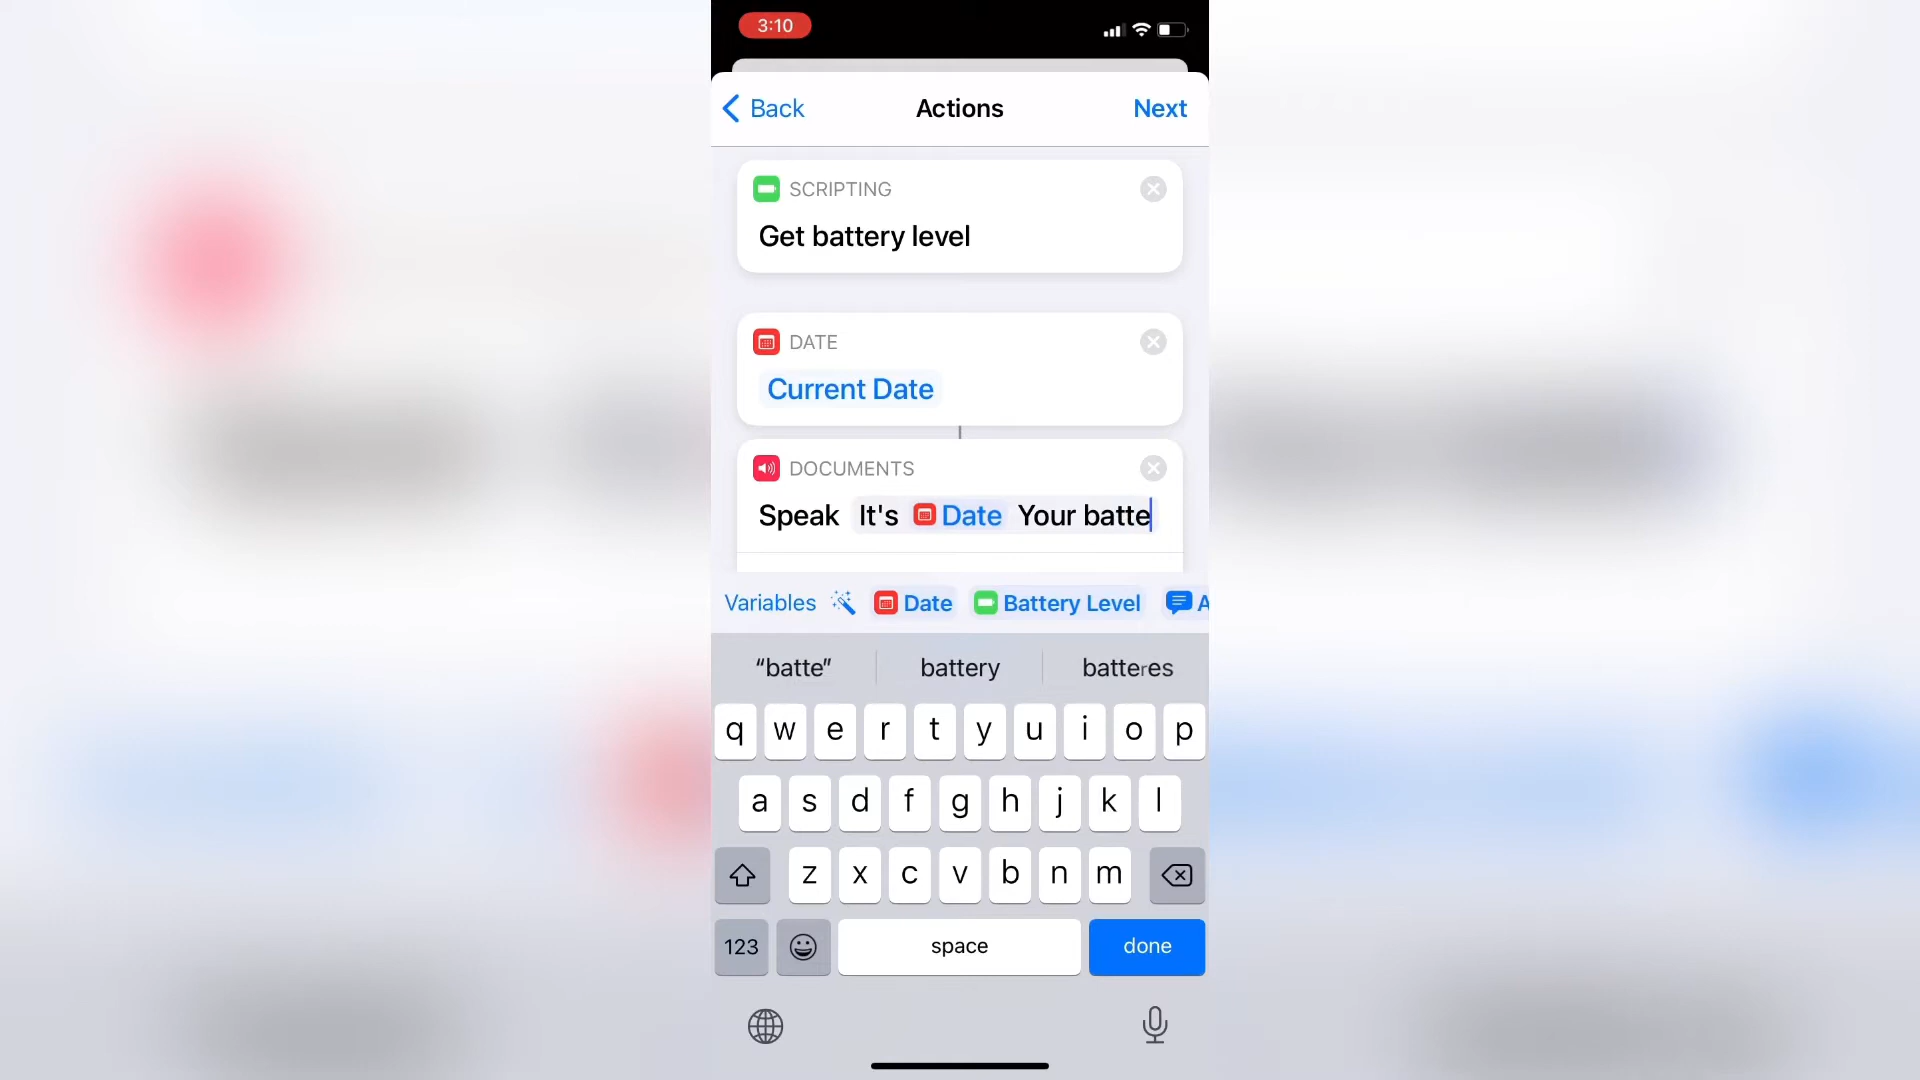 3:10
Back Actions Next
SCRIPTING
Get battery level
DATE
Current Date
DOCUMENTS
Speak It's Date Your batte
Variables Date Battery Level A
“batte” battery batteres
q w e r t y u i o p
a s d f g h j k l
z x c v b n m
123 space done